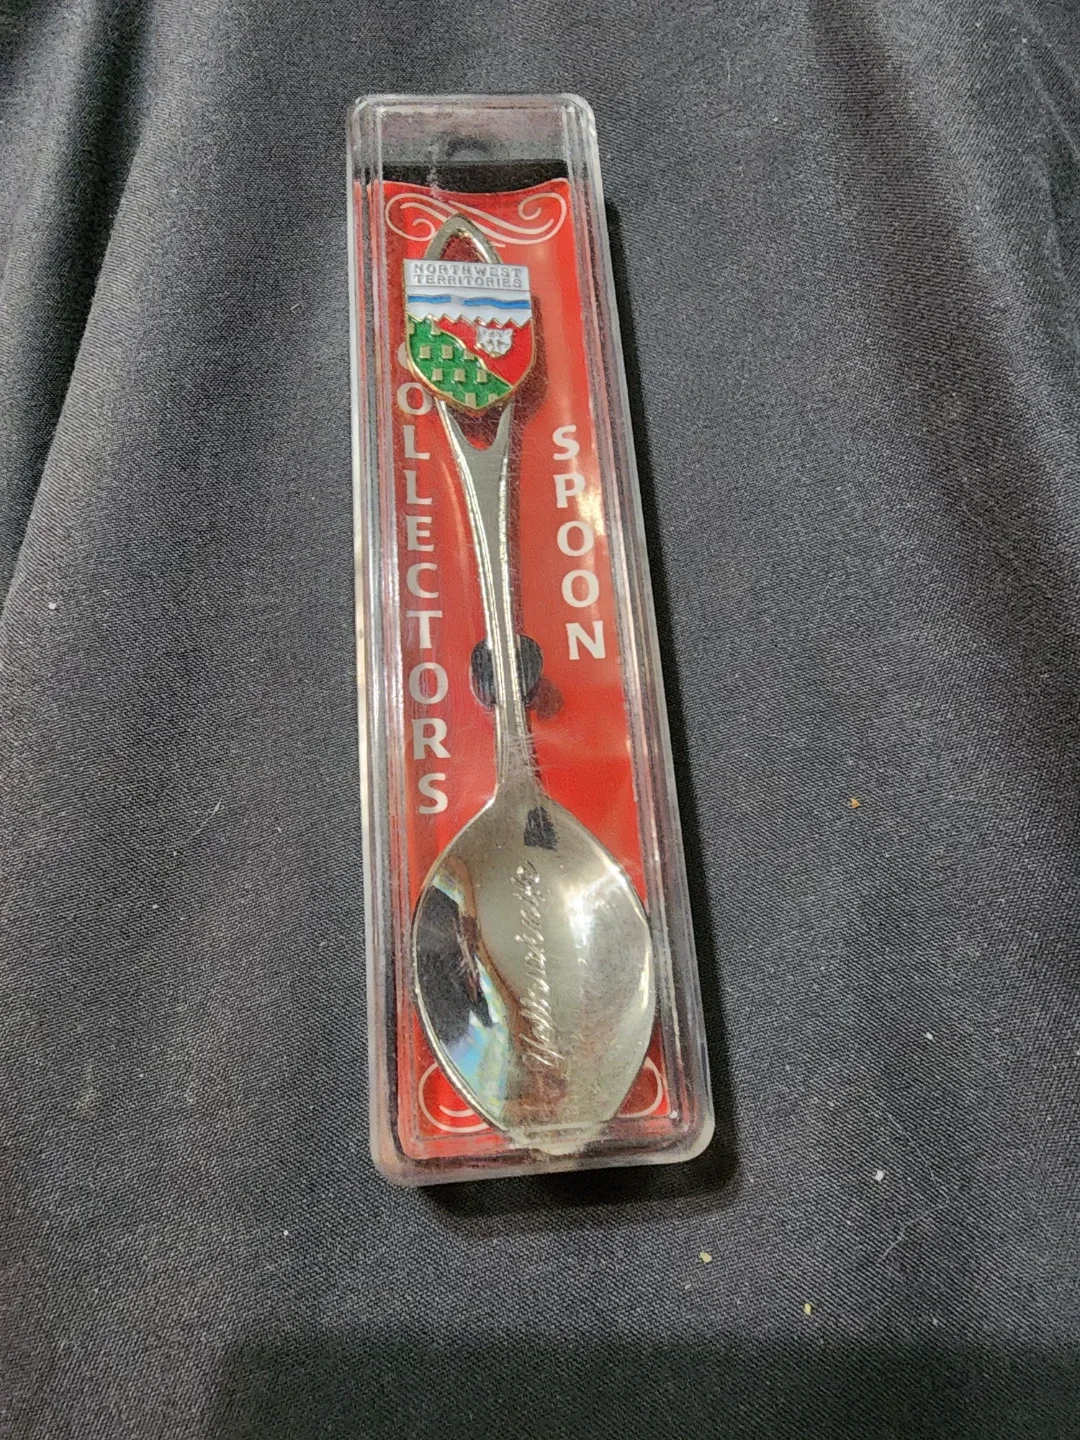 NORTHWEST
TERRITORIES
COLLECTORS
SPOON
Yellowknife